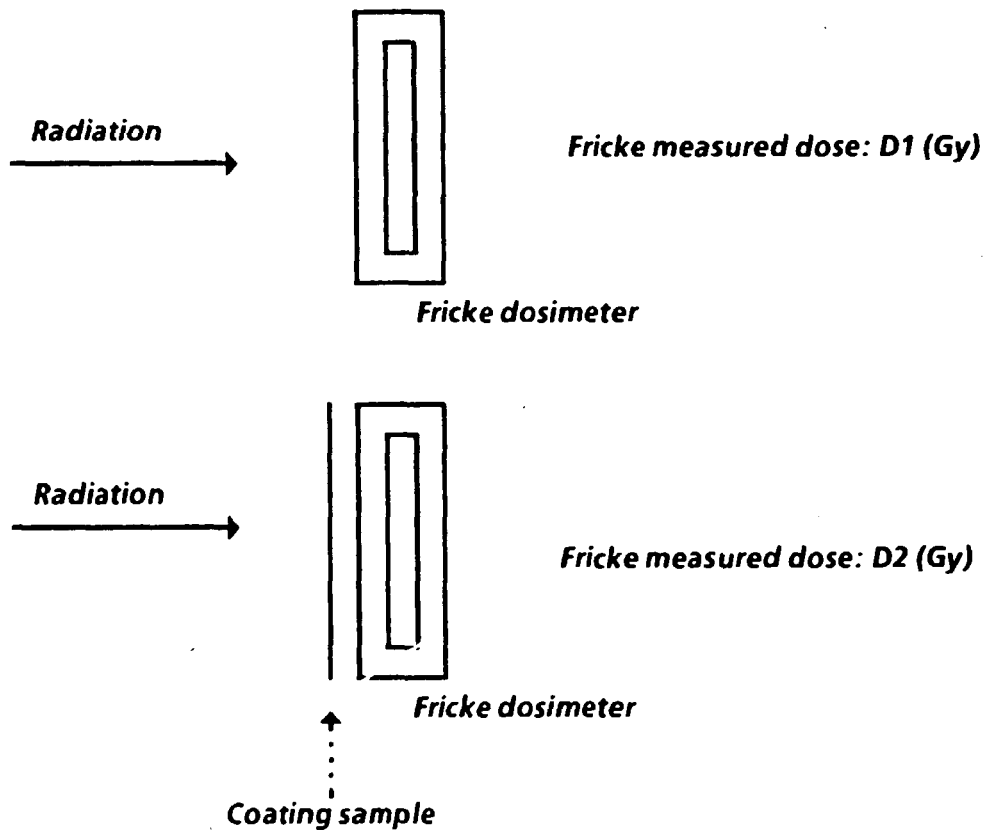 Radiation
Fricke measured dose: D1 (Gy)
Fricke dosimeter
Radiation
Fricke measured dose: D2 (Gy)
Fricke dosimeter
Coating sample